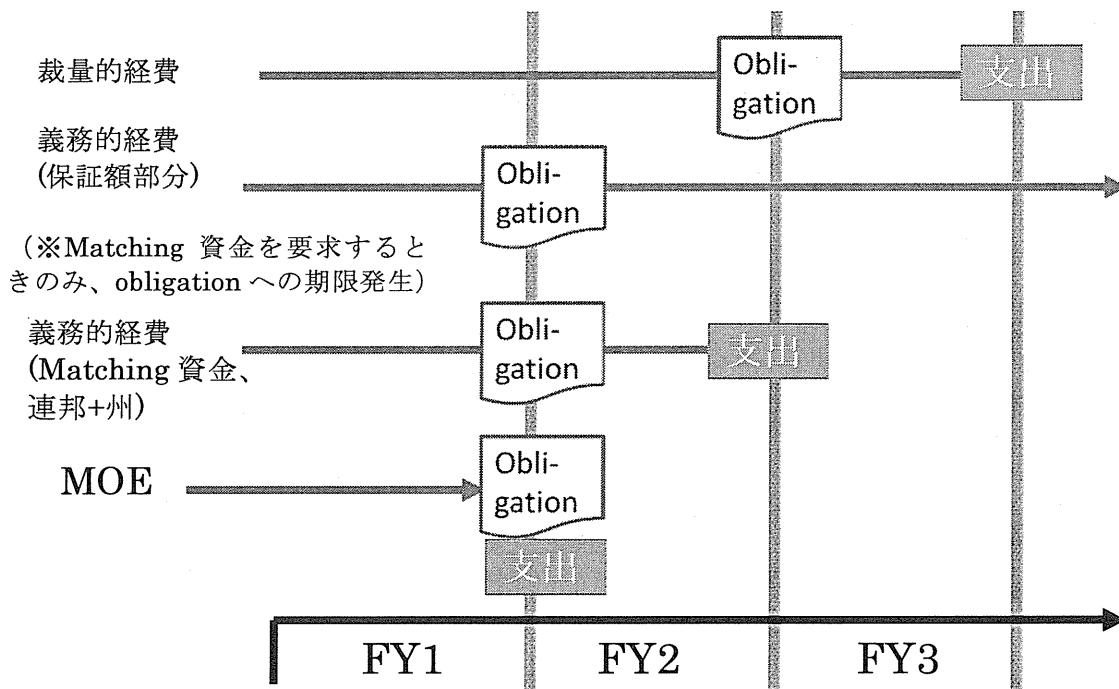 裁量的経費
Obli-
gation
支出
義務的経費
(保証額部分)
Obli-
gation
（※Matching 資金を要求すると
きのみ、obligation への期限発生）
義務的経費
(Matching 資金、
連邦+州)
Obli-
gation
支出
MOE
Obli-
gation
支出
FY1
FY2
FY3